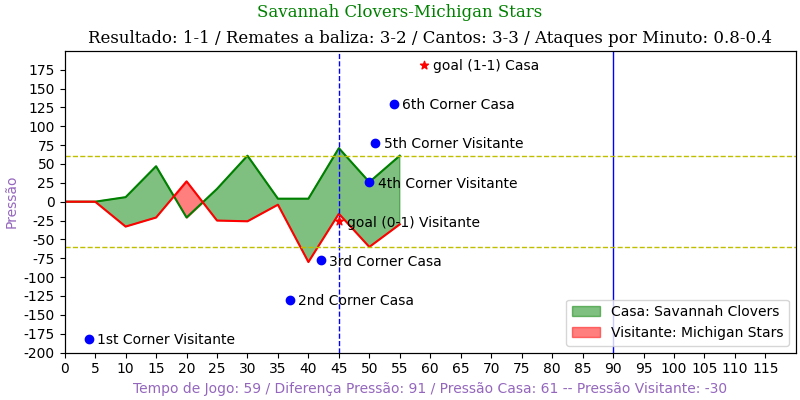 Savannah Clovers-Michigan Stars
Resultado: 1-1 / Remates a baliza: 3-2 / Cantos: 3-3 / Ataques por Minuto: 0.8-0.4
175
150
125
100
75
50
25
0
-25
-50
-75
-100
-125
-150
-175
-200
Pressão
goal (1-1) Casa
6th Corner Casa
5th Corner Visitante
4th Corner Visitante
goal (0-1) Visitante
3rd Corner Casa
2nd Corner Casa
1st Corner Visitante
Casa: Savannah Clovers
Visitante: Michigan Stars
0 5 10 15 20 25 30 35 40 45 50 55 60 65 70 75 80 85 90 95 100 105 110 115
Tempo de Jogo: 59 / Diferença Pressão: 91 / Pressão Casa: 61 -- Pressão Visitante: -30